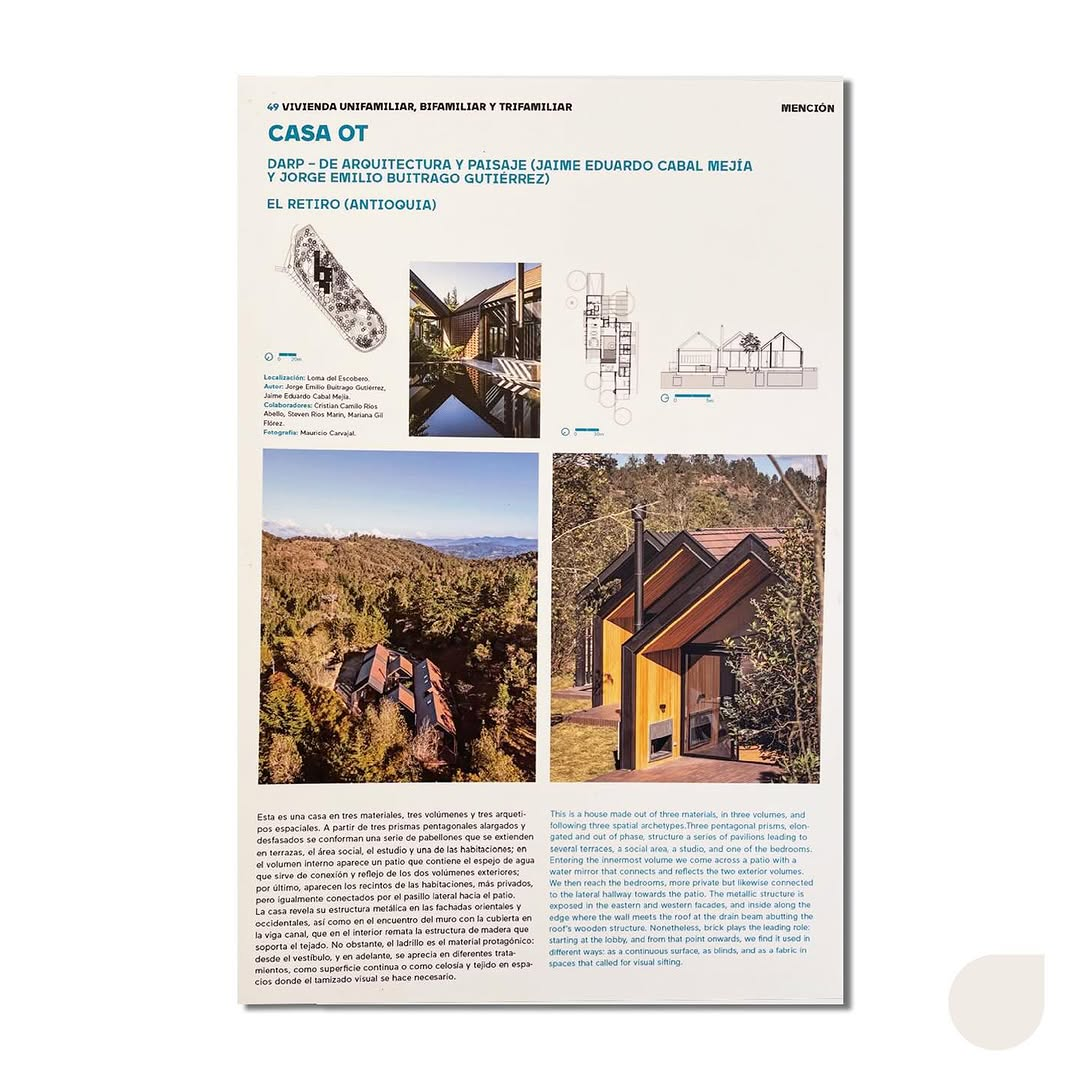 49 VIVIENDA UNIFAMILIAR, BIFAMILIAR Y TRIFAMILIAR
MENCIÓN
CASA OT
DARP – DE ARQUITECTURA Y PAISAJE (JAIME EDUARDO CABAL MEJÍA
Y JORGE EMILIO BUITRAGO GUTIÉRREZ)
EL RETIRO (ANTIOQUIA)
0 20m
Localización: Loma del Escobero.
Autor: Jorge Emilio Buitrago Gutiérrez,
Jaime Eduardo Cabal Mejía.
Colaboradores: Cristian Camilo Ríos
Abello, Steven Ríos Marín, Mariana Gil
Flórez.
Fotografía: Mauricio Carvajal.
0 10m
5m
Esta es una casa en tres materiales, tres volúmenes y tres arqueti-
pos espaciales. A partir de tres prismas pentagonales alargados y
desfasados se conforman una serie de pabellones que se extienden
en terrazas, el área social, el estudio y una de las habitaciones; en
el volumen interno aparece un patio que contiene el espejo de agua
que sirve de conexión y reflejo de los dos volúmenes exteriores;
por último, aparecen los recintos de las habitaciones, más privados,
pero igualmente conectados por el pasillo lateral hacia el patio.
La casa revela su estructura metálica en las fachadas orientales y
occidentales, así como en el encuentro del muro con la cubierta en
la viga canal, que en el interior remata la estructura de madera que
soporta el tejado. No obstante, el ladrillo es el material protagónico:
desde el vestíbulo, y en adelante, se aprecia en diferentes trata-
mientos, como superficie continua o como celosía y tejido en espa-
cios donde el tamizado visual se hace necesario.
This is a house made out of three materials, in three volumes, and
following three spatial archetypes.Three pentagonal prisms, elon-
gated and out of phase, structure a series of pavilions leading to
several terraces, a social area, a studio, and one of the bedrooms.
Entering the innermost volume we come across a patio with a
water mirror that connects and reflects the two exterior volumes.
We then reach the bedrooms, more private but likewise connected
to the lateral hallway towards the patio. The metallic structure is
exposed in the eastern and western facades, and inside along the
edge where the wall meets the roof at the drain beam abutting the
roof's wooden structure. Nonetheless, brick plays the leading role:
starting at the lobby, and from that point onwards, we find it used in
different ways: as a continuous surface, as blinds, and as a fabric in
spaces that called for visual sifting.